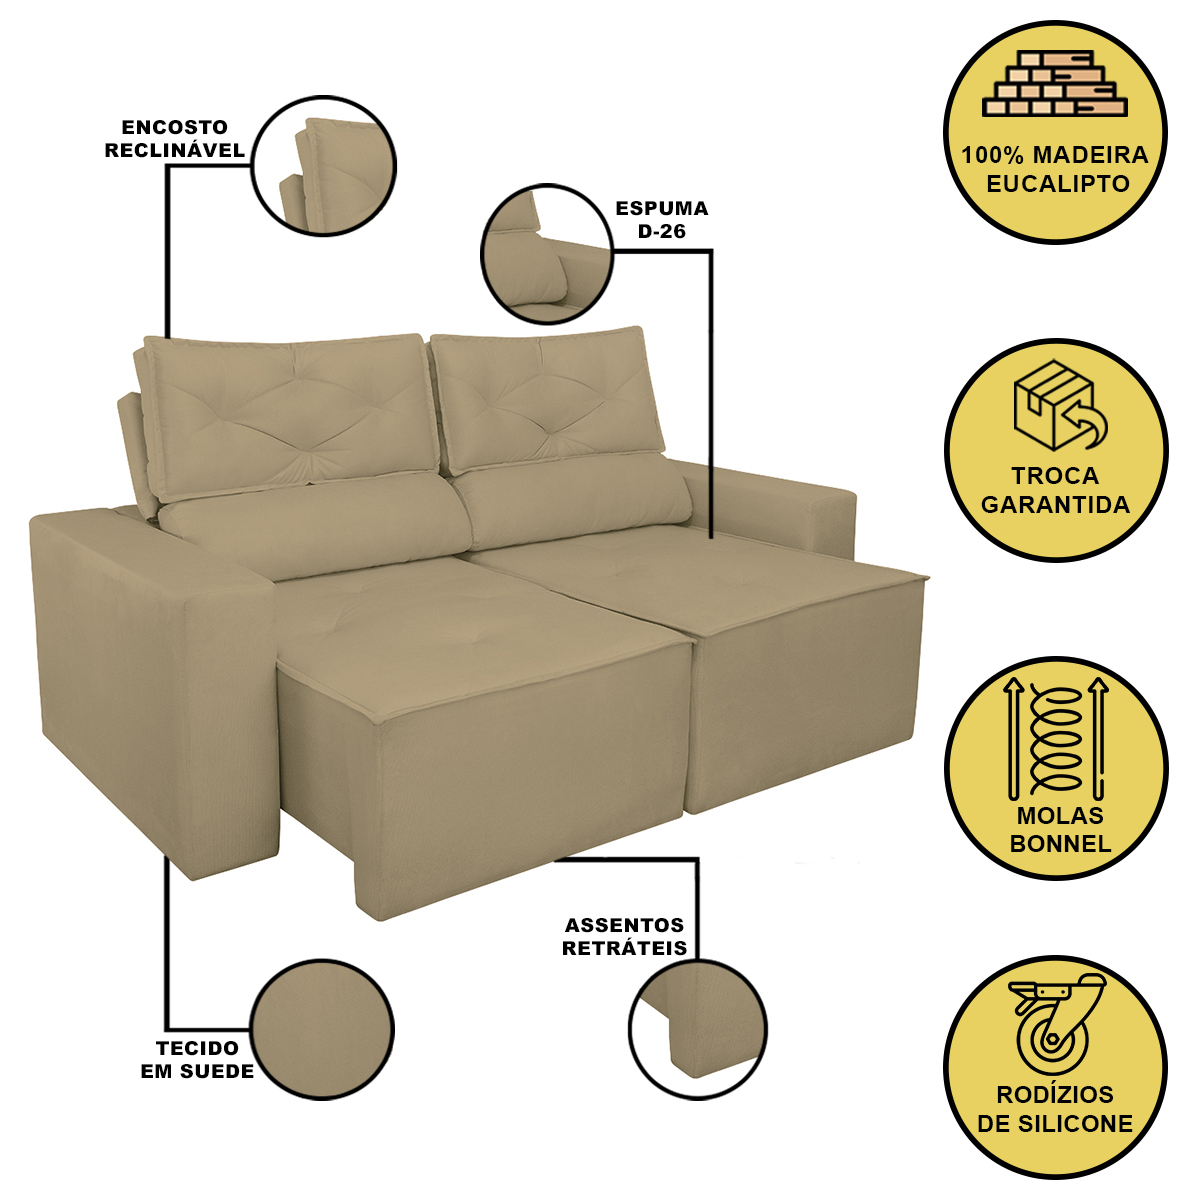 ENCOSTO
RECLINÁVEL
ESPUMA
D-26
100% MADEIRA
EUCALIPTO
TROCA
GARANTIDA
MOLAS
BONNEL
ASSENTOS
RETRÁTEIS
TECIDO
EM SUEDE
RODÍZIOS
DE SILICONE